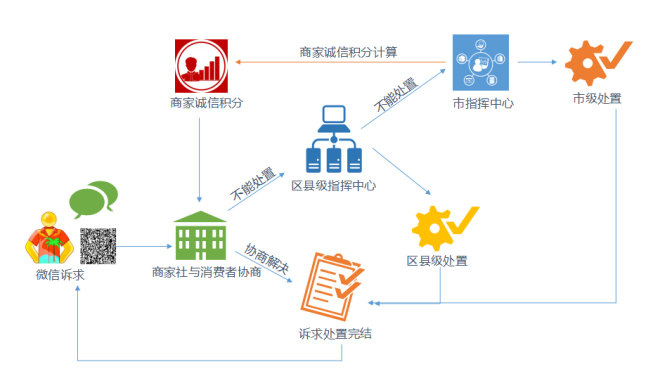 商家诚信积分计算
商家诚信积分
不能处置
市指挥中心
市级处置
不能处置
区县级指挥中心
微信诉求
商家社与消费者协商
协商解决
区县级处置
诉求处置完结